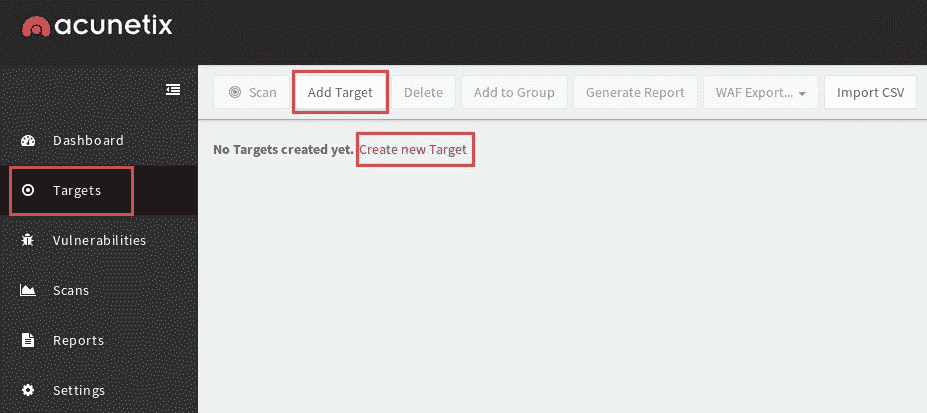 acunetix
Scan Add Target Delete Add to Group Generate Report WAF Export... Import CSV
Dashboard
No Targets created yet. Create new Target
Targets
Vulnerabilities
Scans
Reports
Settings